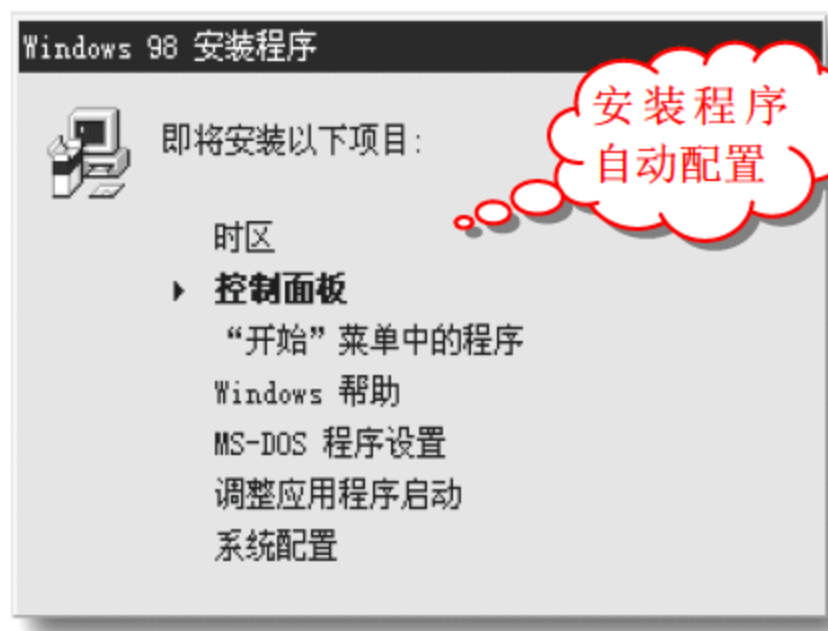 Windows 98 安装程序
安装程序
自动配置
即将安装以下项目:
时区
控制面板
“开始”菜单中的程序
Windows 帮助
MS-DOS 程序设置
调整应用程序启动
系统配置